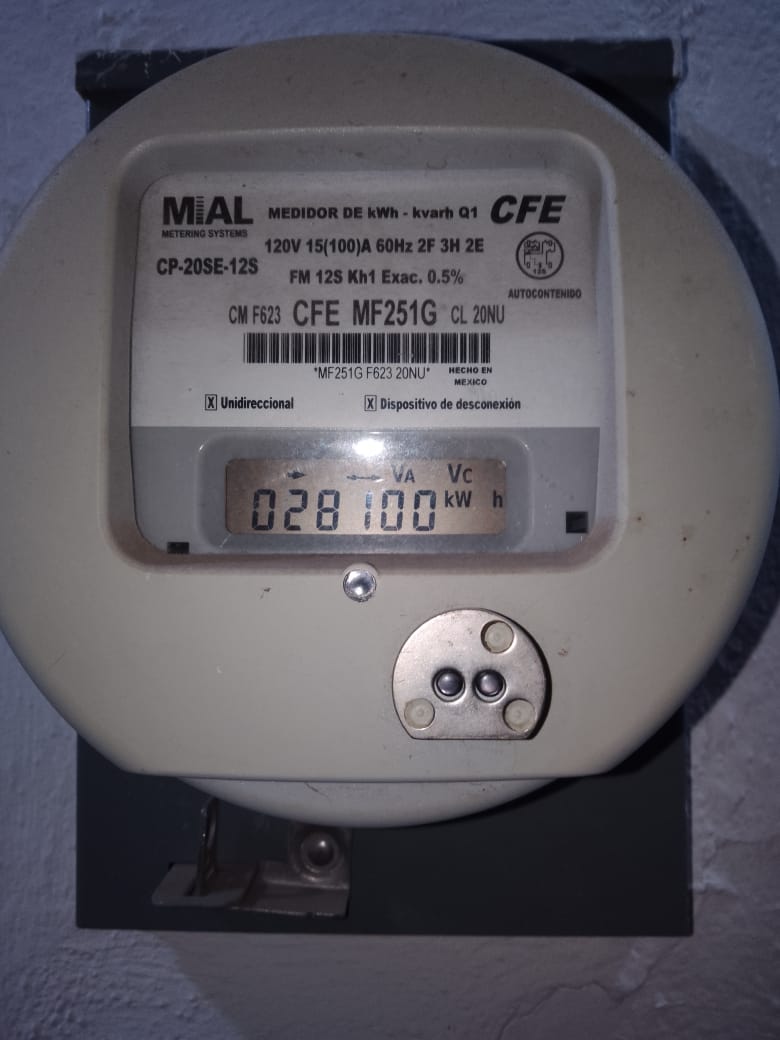 MIAL
METERING SYSTEMS
MEDIDOR DE kWh - kvarh Q1
CFE
120V 15(100)A 60Hz 2F 3H 2E
CP-20SE-12S
FM 12S Kh1 Exac. 0.5%
12S
AUTOCONTENIDO
CM F623 CFE MF251G CL 20NU
*MF251G F623 20NU*
HECHO EN
MEXICO
X Unidireccional
X Dispositivo de desconexión
VA VC
028100 kW h